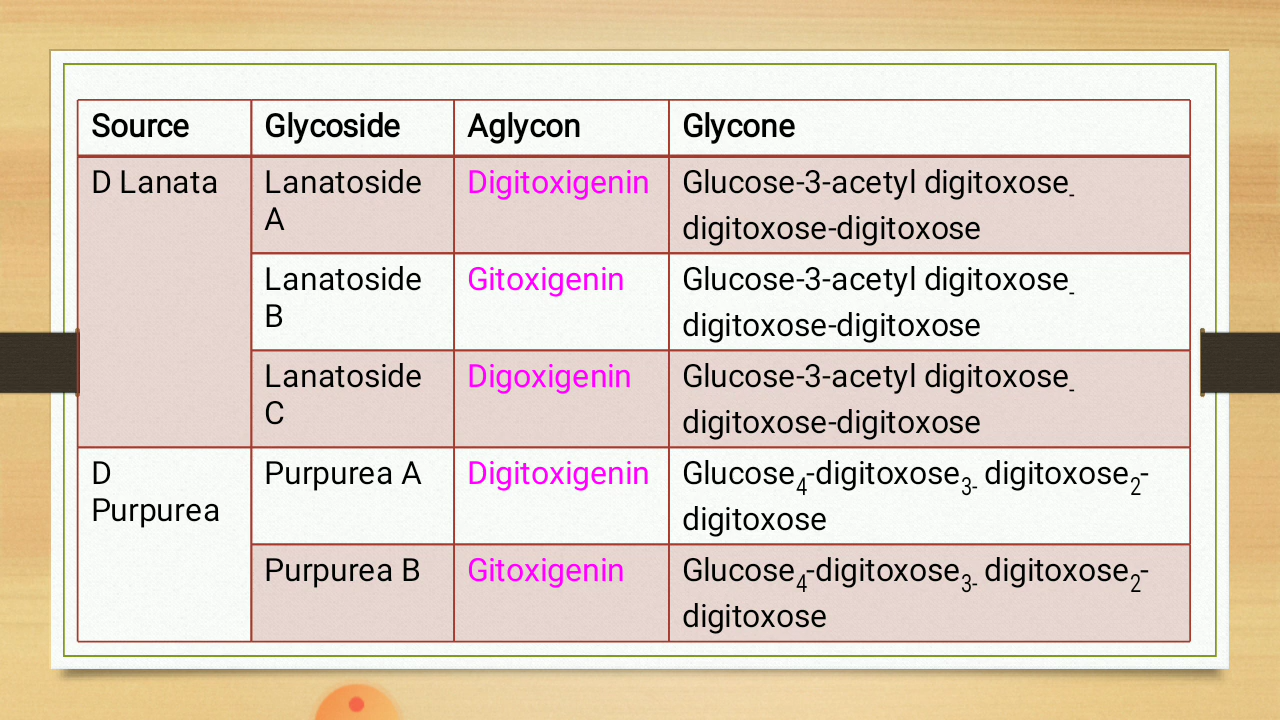 Source Glycoside Aglycon Glycone
D Lanata Lanatoside Digitoxigenin Glucose-3-acetyl digitoxose-
A digitoxose-digitoxose
Lanatoside Gitoxigenin Glucose-3-acetyl digitoxose-
B digitoxose-digitoxose
Lanatoside Digoxigenin Glucose-3-acetyl digitoxose-
C digitoxose-digitoxose
D Purpurea A Digitoxigenin Glucose4-digitoxose3- digitoxose2-
Purpurea digitoxose
Purpurea B Gitoxigenin Glucose4-digitoxose3- digitoxose2-
digitoxose